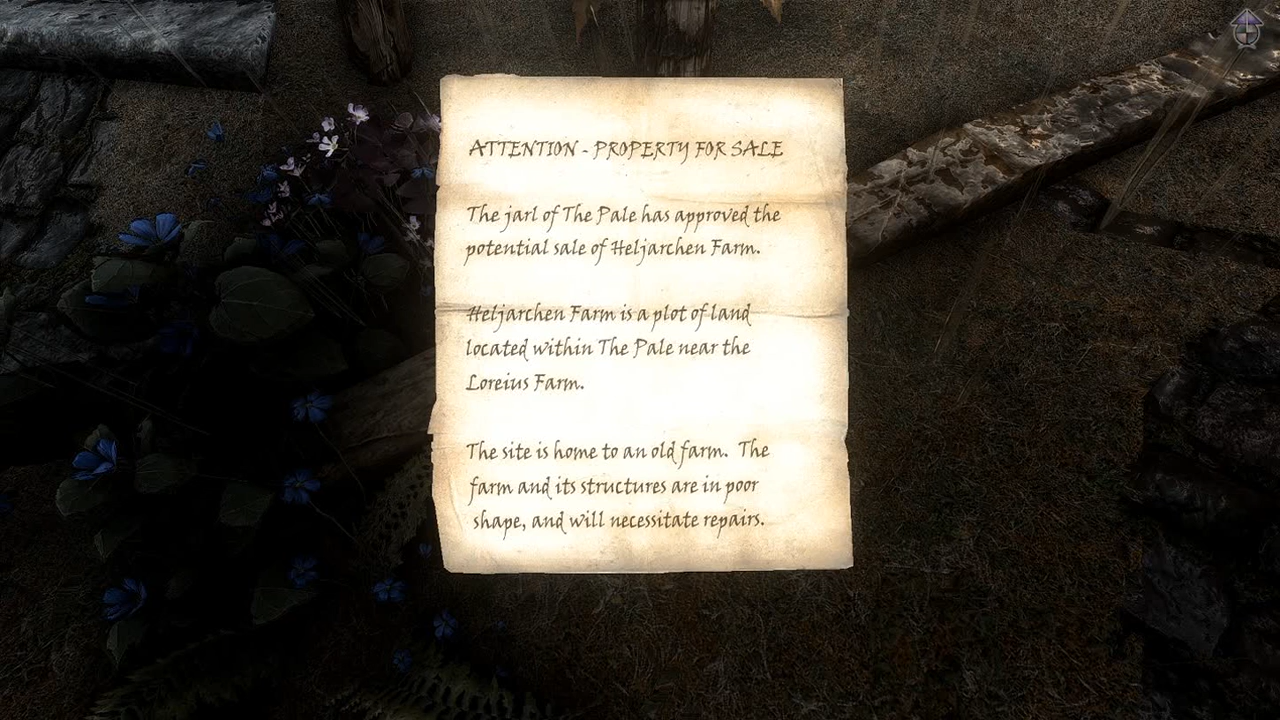 ATTENTION - PROPERTY FOR SALE
The jarl of The Pale has approved the
potential sale of Heljarchen Farm.
Heljarchen Farm is a plot of land
located within The Pale near the
Loreius Farm.
The site is home to an old farm. The
farm and its structures are in poor
shape, and will necessitate repairs.